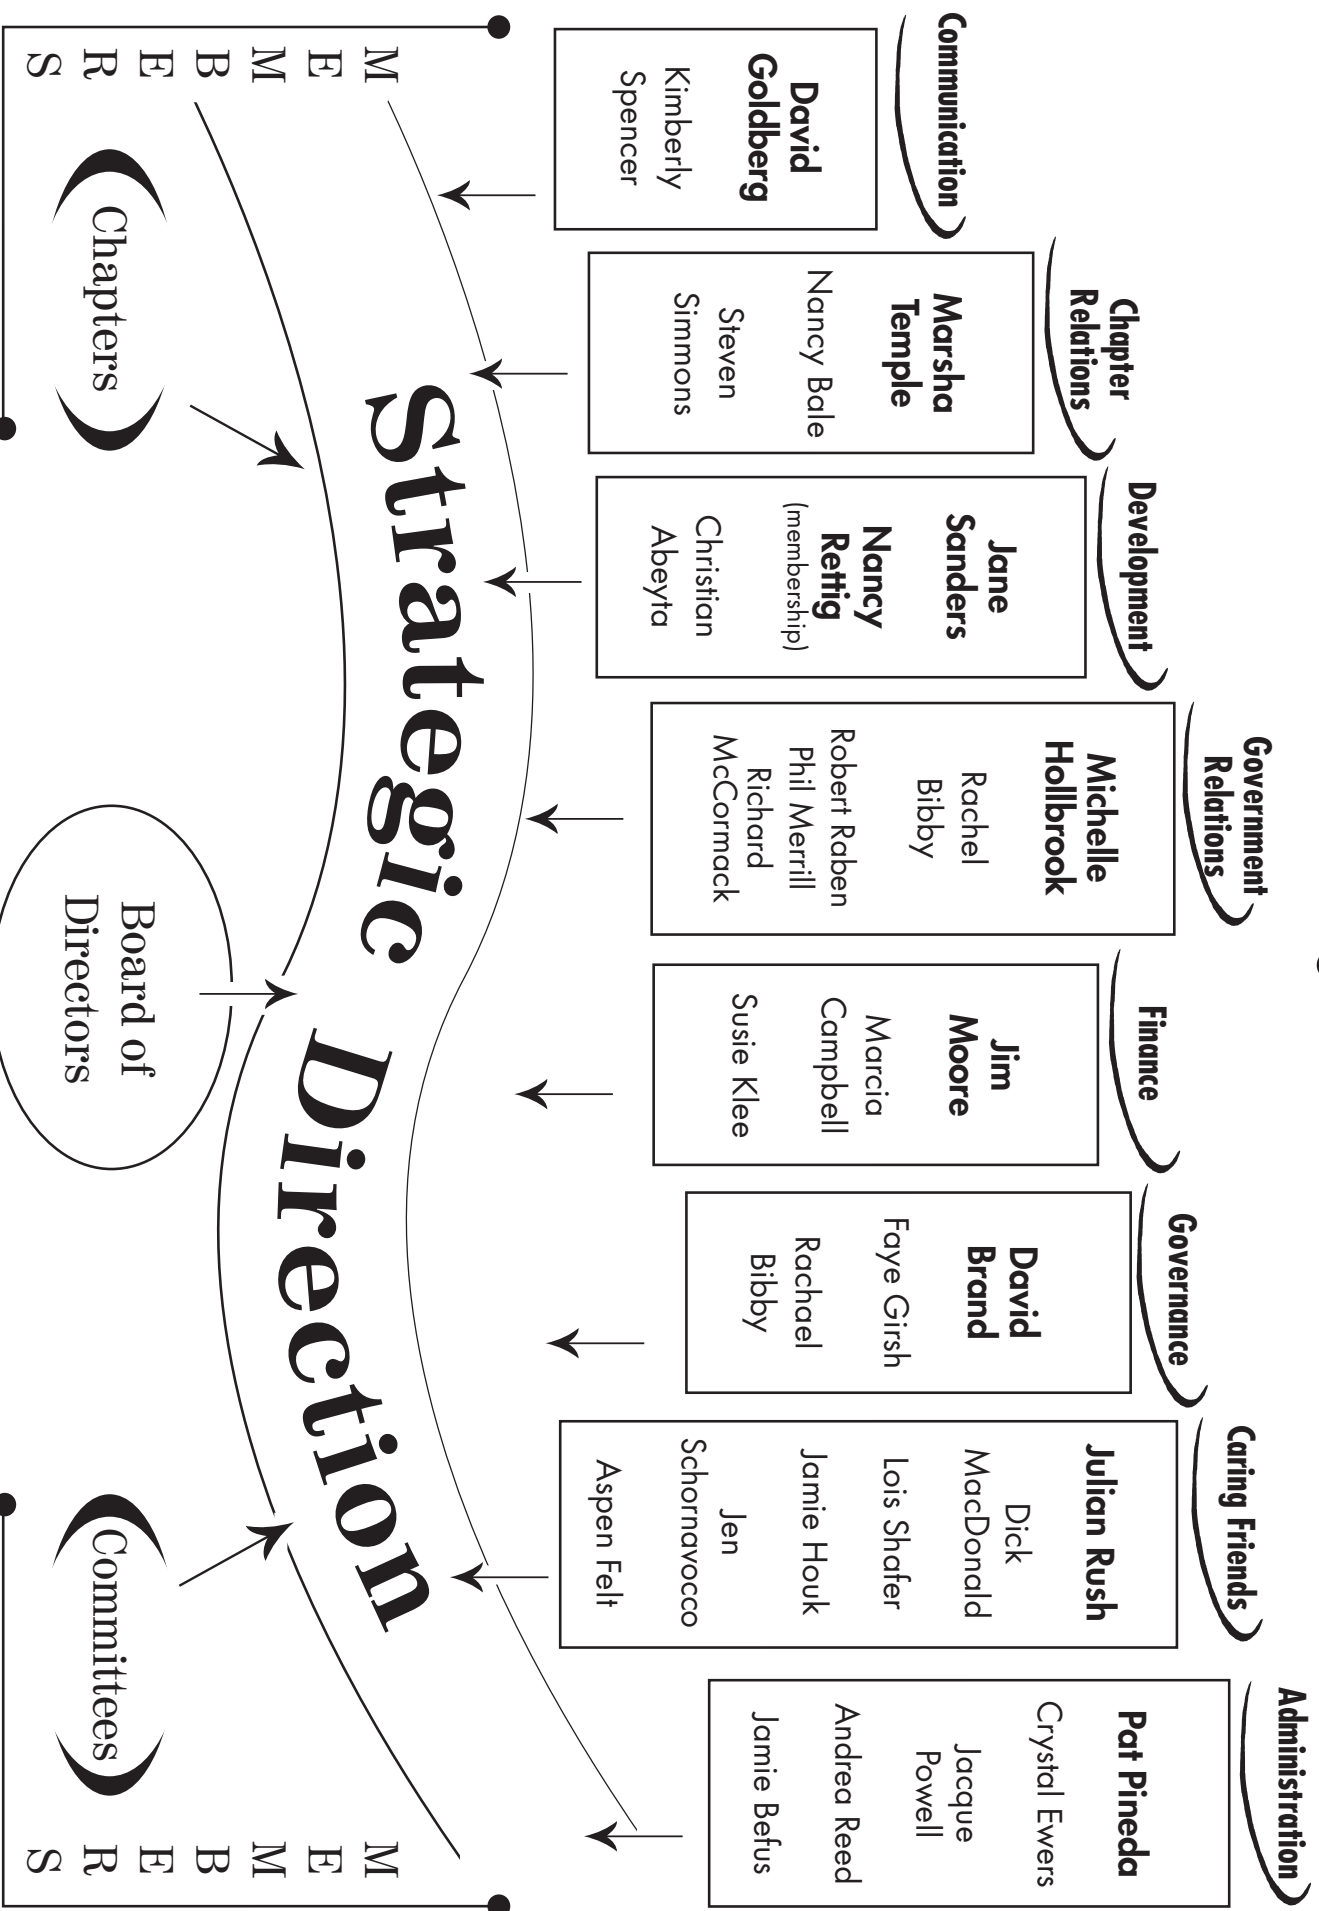 Communication
David
Goldberg
Kimberly
Spencer
Chapter
Relations
Marsha
Temple
Nancy Bale
Steven
Simmons
Development
Jane
Sanders
Nancy
Rettig
(membership)
Christian
Abeyta
Government
Relations
Michelle
Hollbrook
Rachel
Bibby
Robert Raben
Phil Merrill
Richard
McCormack
Finance
Jim
Moore
Marcia
Campbell
Susie Klee
Governance
David
Brand
Faye Girsh
Rachael
Bibby
Caring Friends
Julian Rush
Dick
MacDonald
Lois Shafer
Jamie Houk
Jen
Schornavocco
Aspen Felt
Administration
Pat Pineda
Crystal Ewers
Jacque
Powell
Andrea Reed
Jamie Befus
Strategic Direction
M
E
M
B
E
R
S
Chapters
Board of
Directors
Committees
M
E
M
B
E
R
S